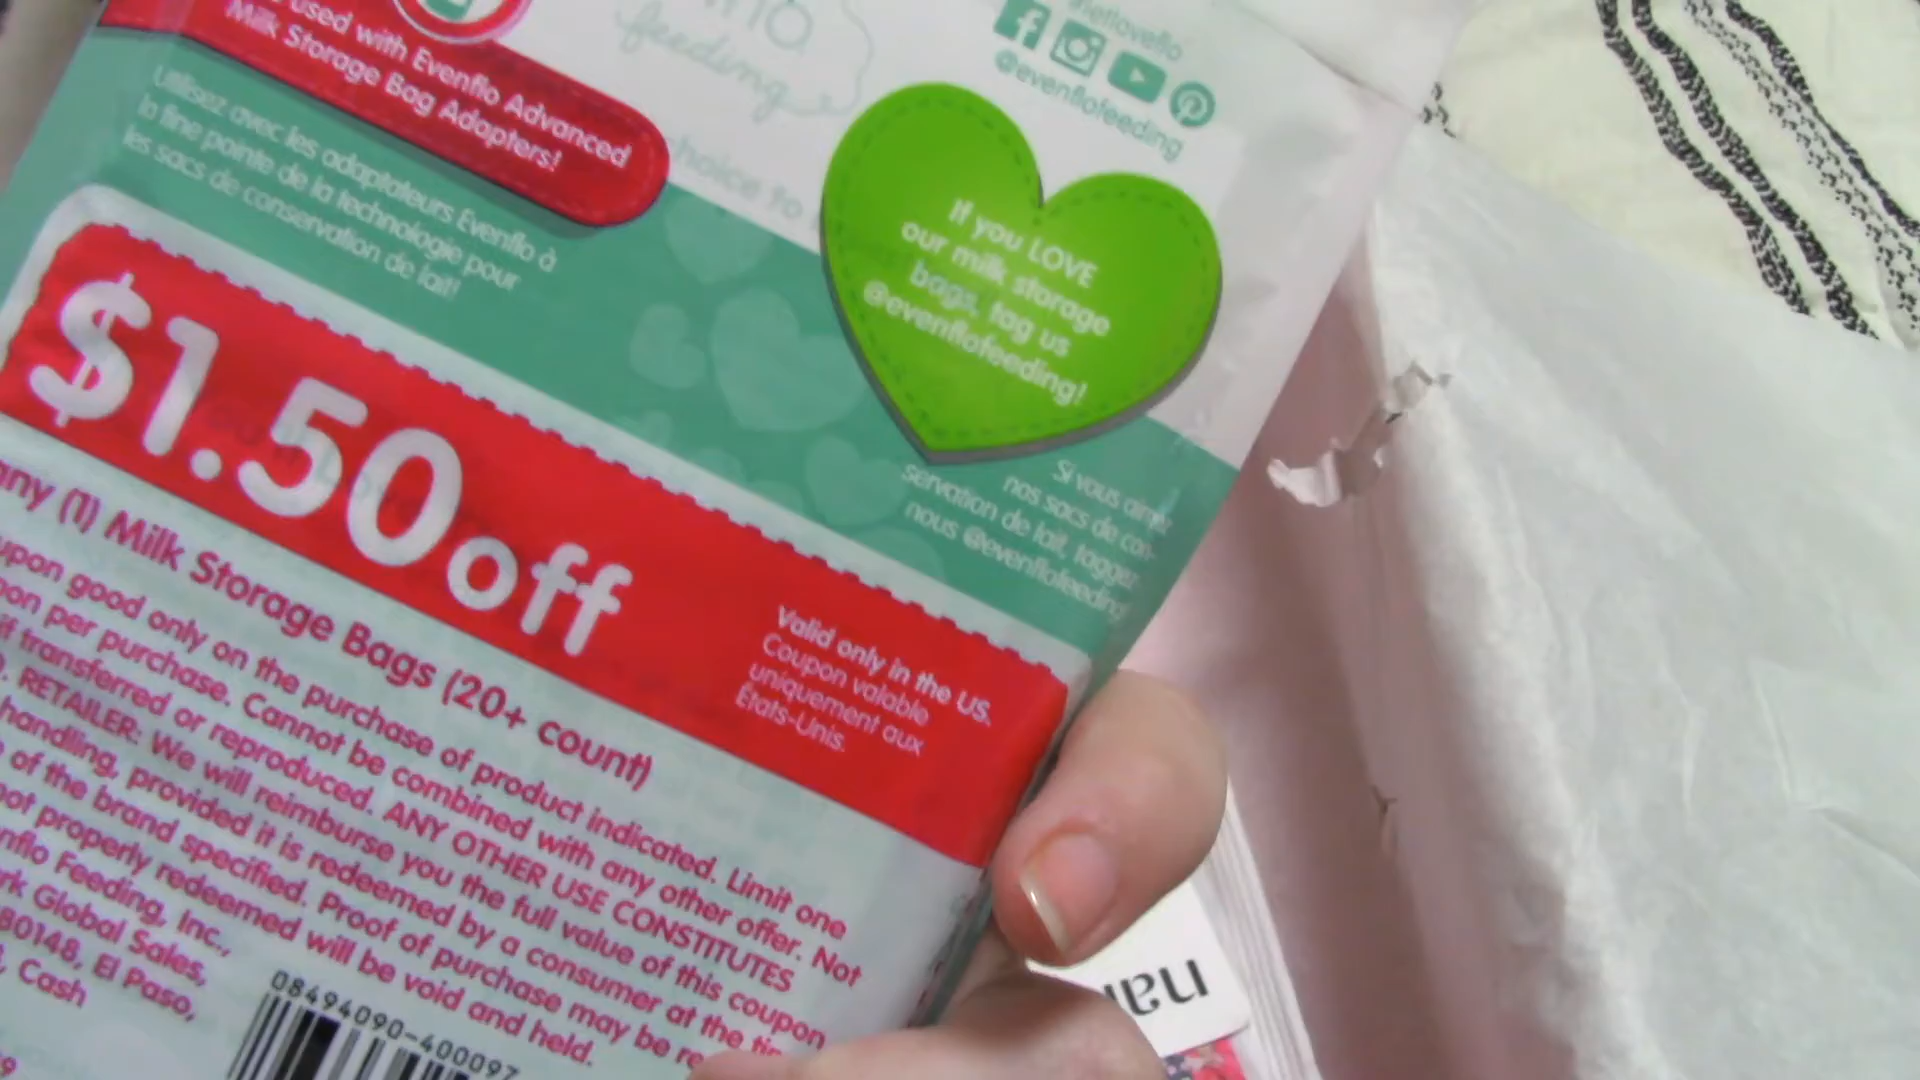 used with Evenflo Advanced
Milk Storage Bag Adapters!
Utilisez avec les adaptateurs Evenflo à
la fine pointe de la technologie pour
les sacs de conservation de lait!
feeding
choice to
#letloveflo
@evenflofeeding
If you LOVE
our milk storage
bags, tag us
@evenflofeeding!
Si vous aimez
nos sacs de con-
servation de lait, taggez
nous @evenflofeeding!
$1.50 off
Valid only in the US.
Coupon valable
uniquement aux
États-Unis.
any (1) Milk Storage Bags (20+ count)
good only on the purchase of product indicated. Limit one
per purchase. Cannot be combined with any other offer. Not
if transferred or reproduced. ANY OTHER USE CONSTITUTES
RETAILER: We will reimburse you the full value of this coupon
handling, provided it is redeemed by a consumer at the
of the brand specified. Proof of purchase may be
not properly redeemed will be void and held.
Feeding, Inc.,
Global Sales,
80148, El Paso,
Cash
08494090-400097